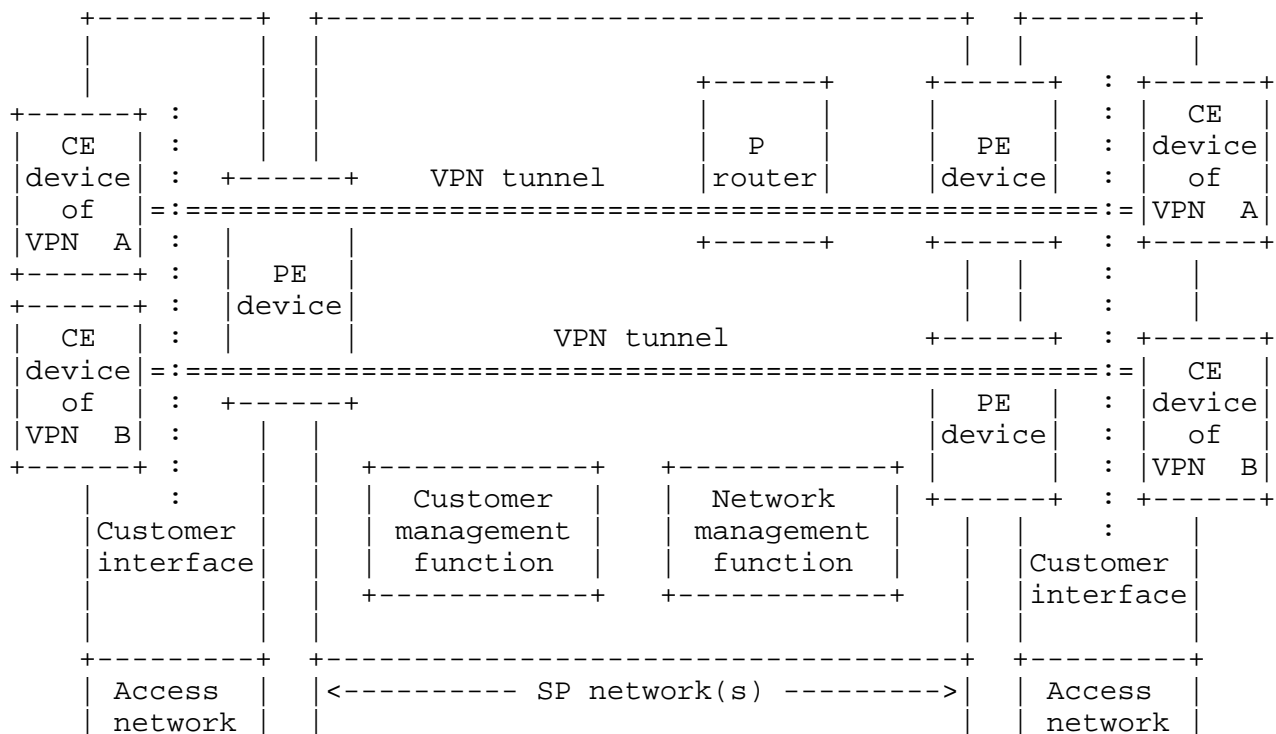 CE
device
of
VPN A
CE
device
of
VPN B
PE
device
VPN tunnel
P
router
PE
device
CE
device
of
VPN A
VPN tunnel
PE
device
CE
device
of
VPN B
Customer
interface
Customer
management
function
Network
management
function
Customer
interface
Access
network
<---------- SP network(s) --------->
Access
network